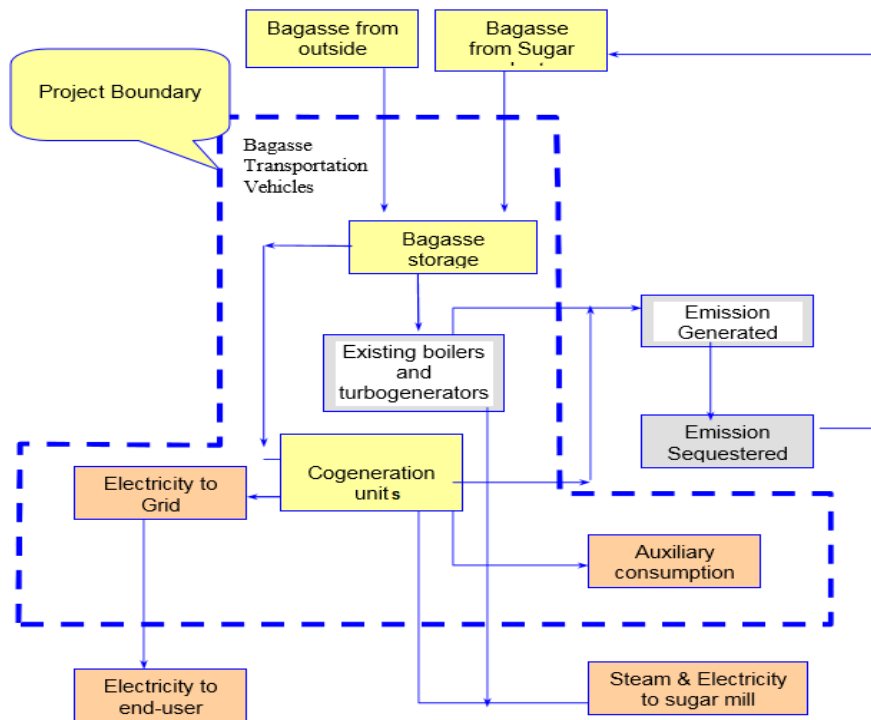 Bagasse from
outside
Bagasse
from Sugar
Project Boundary
Bagasse
Transportation
Vehicles
Bagasse
storage
Emission
Generated
Existing boilers
and
turbogenerators
Emission
Sequestered
Cogeneration
units
Electricity to
Grid
Auxiliary
consumption
Steam & Electricity
to sugar mill
Electricity to
end-user